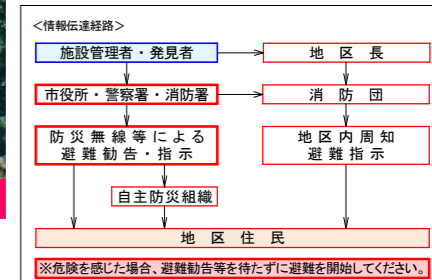 ＜情報伝達経路＞
施設管理者・発見者
地区長
市役所・警察署・消防署
消防団
防災無線等による
避難勧告・指示
地区内周知
避難指示
自主防災組織
地区住民
※危険を感じた場合、避難勧告等を待たずに避難を開始してください。